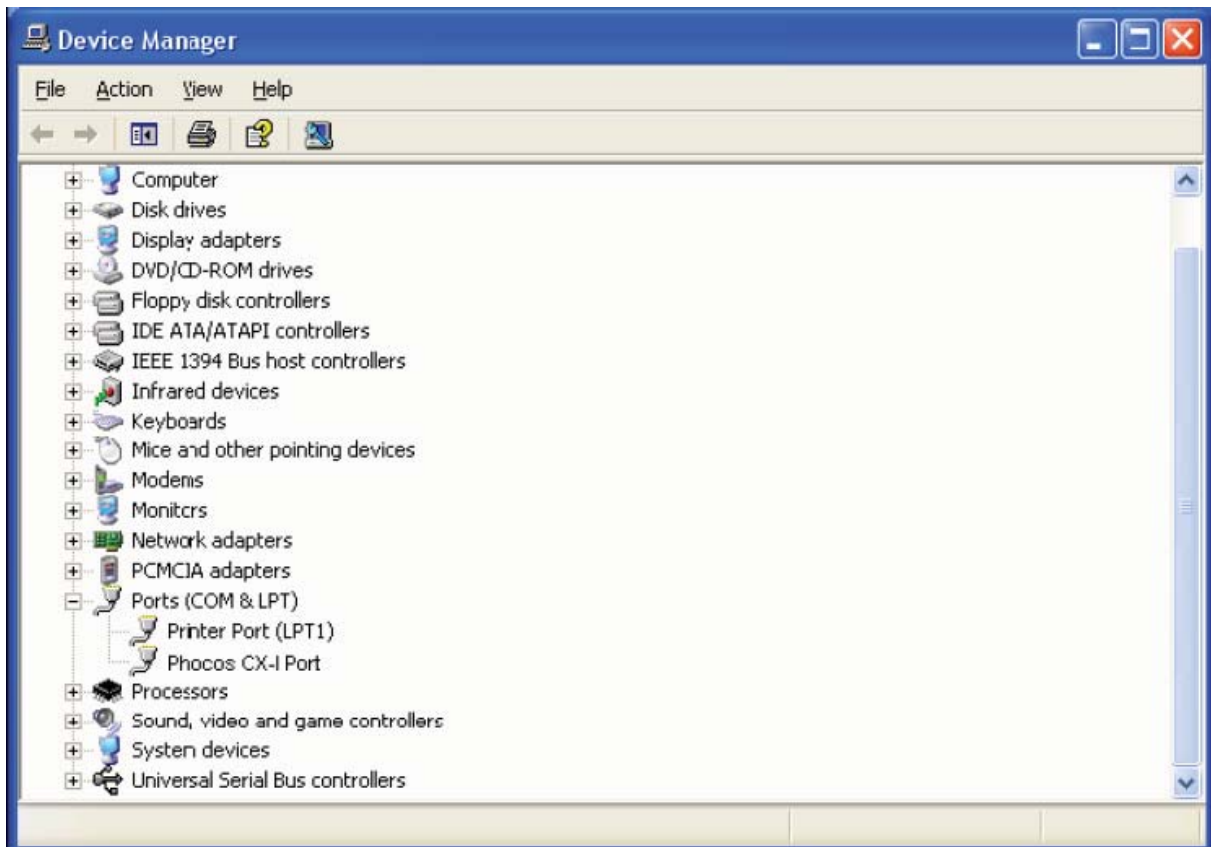 Device Manager
File Action View Help
Computer
Disk drives
Display adapters
DVD/CD-ROM drives
Floppy disk controllers
IDE ATA/ATAPI controllers
IEEE 1394 Bus host controllers
Infrared devices
Keyboards
Mice and other pointing devices
Modems
Monitors
Network adapters
PCMCIA adapters
Ports (COM & LPT)
Printer Port (LPT1)
Phocos CX-I Port
Processors
Sound, video and game controllers
System devices
Universal Serial Bus controllers